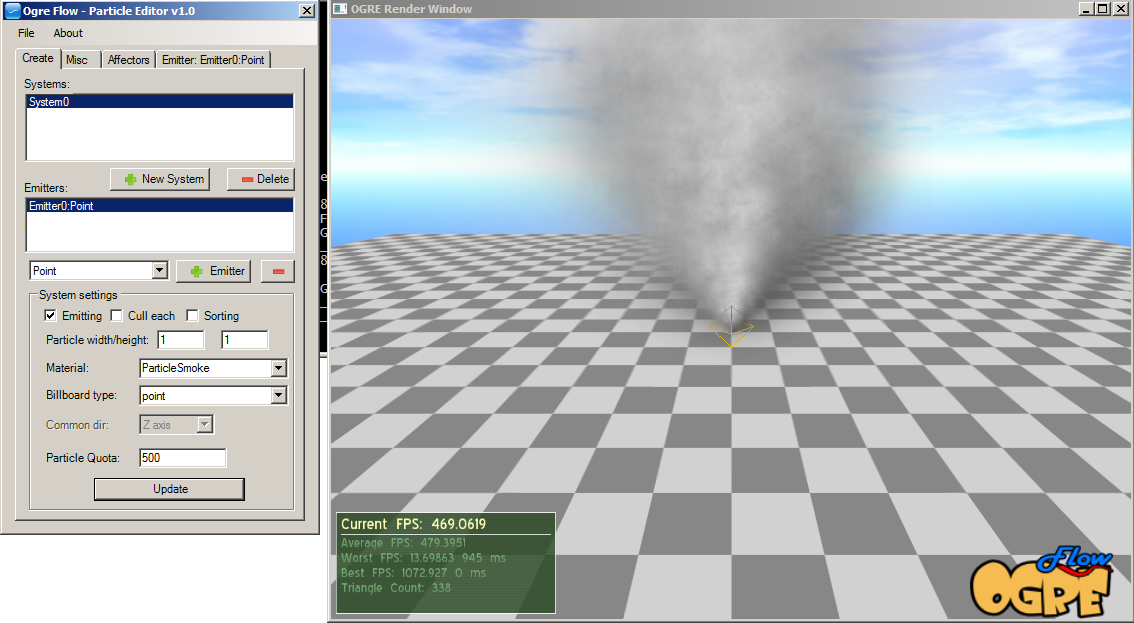 Ogre Flow - Particle Editor v1.0
File About
Create Misc Affectors Emitter: Emitter0:Point
Systems:
System0
New System Delete
Emitters:
Emitter0:Point
Point Emitter
System settings
Emitting Cull each Sorting
Particle width/height: 1 1
Material: ParticleSmoke
Billboard type: point
Common dir: Z axis
Particle Quota: 500
Update
e
8
F
G
8
G
OGRE Render Window
Current FPS: 469.0619
Average FPS: 479.3951
Worst FPS: 13.69863 945 ms
Best FPS: 1072.927 0 ms
Triangle Count: 338
Flow
OGRE